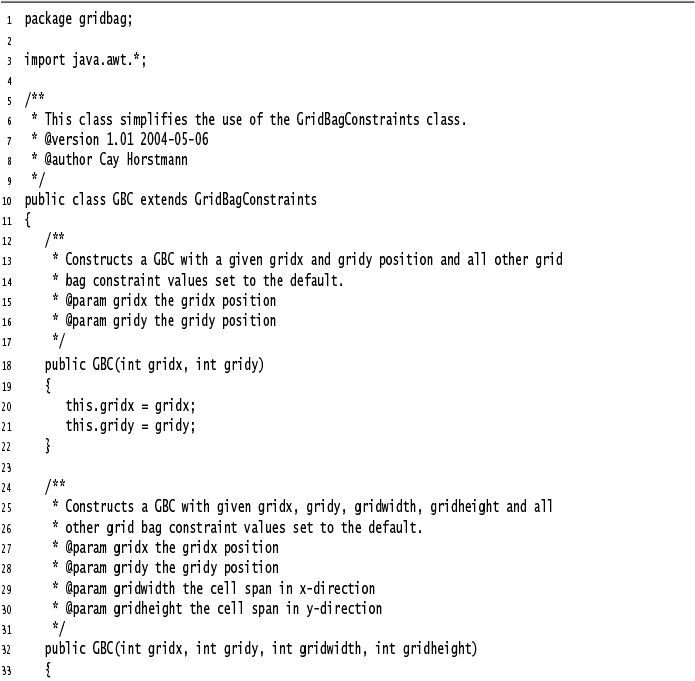 1 package gridbag;
2
3 import java.awt.*;
4
5 /**
6  * This class simplifies the use of the GridBagConstraints class.
7  * @version 1.01 2004-05-06
8  * @author Cay Horstmann
9  */
10 public class GBC extends GridBagConstraints
11 {
12    /**
13     * Constructs a GBC with a given gridx and gridy position and all other grid
14     * bag constraint values set to the default.
15     * @param gridx the gridx position
16     * @param gridy the gridy position
17     */
18    public GBC(int gridx, int gridy)
19    {
20       this.gridx = gridx;
21       this.gridy = gridy;
22    }
23
24    /**
25     * Constructs a GBC with given gridx, gridy, gridwidth, gridheight and all
26     * other grid bag constraint values set to the default.
27     * @param gridx the gridx position
28     * @param gridy the gridy position
29     * @param gridwidth the cell span in x-direction
30     * @param gridheight the cell span in y-direction
31     */
32    public GBC(int gridx, int gridy, int gridwidth, int gridheight)
33    {